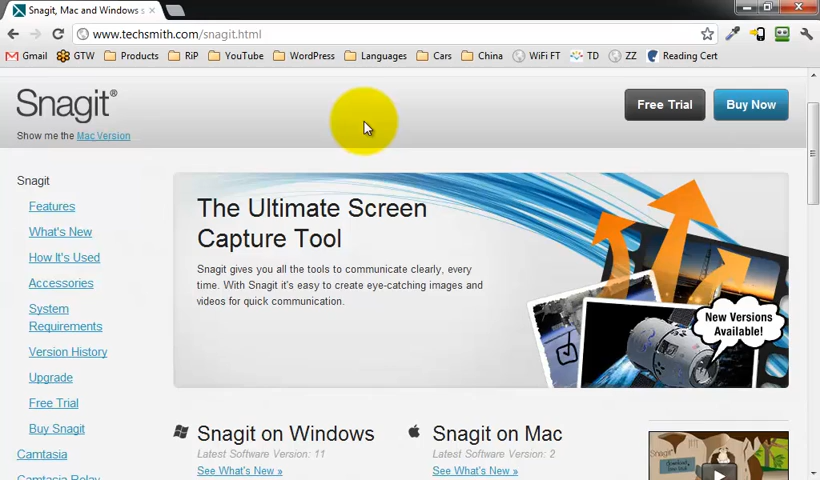 Snagit, Mac and Windows s
www.techsmith.com/snagit.html
Gmail GTW Products RiP YouTube WordPress Languages Cars China WiFi FT TD ZZ Reading Cert
Snagit®
Show me the Mac Version
Free Trial
Buy Now
Snagit
Features
What's New
How It's Used
Accessories
System
Requirements
Version History
Upgrade
Free Trial
Buy Snagit
Camtasia
Camtasia Relay
The Ultimate Screen
Capture Tool
Snagit gives you all the tools to communicate clearly, every
time. With Snagit it's easy to create eye-catching images and
videos for quick communication.
New Versions
Available!
Snagit on Windows
Latest Software Version: 11
See What's New »
Snagit on Mac
Latest Software Version: 2
See What's New »